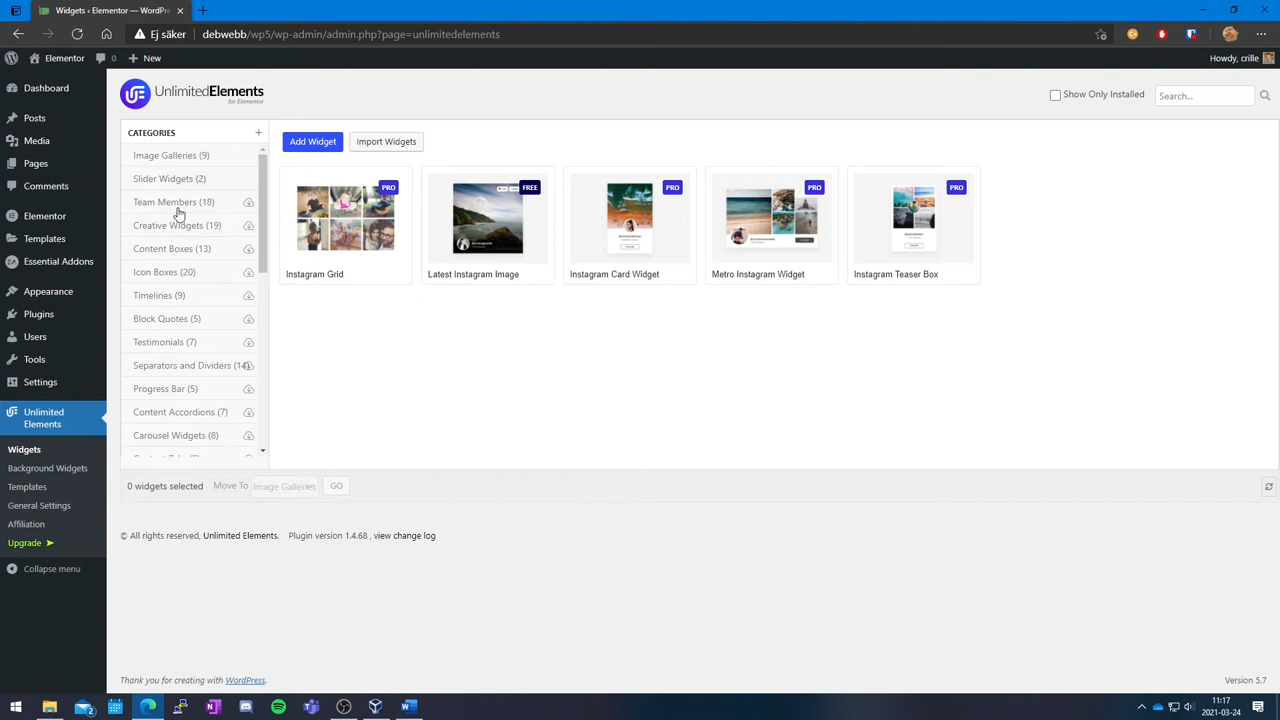 Widgets ‹ Elementor — WordPre
Ej säker
debwebb/wp5/wp-admin/admin.php?page=unlimitedelements
Elementor
0
New
Howdy, crille
Dashboard
Posts
Media
Pages
Comments
Elementor
Templates
Essential Addons
Appearance
Plugins
Users
Tools
Settings
Unlimited
Elements
Widgets
Background Widgets
Templates
General Settings
Affiliation
Upgrade ➤
Collapse menu
UnlimitedElements
for Elementor
Show Only Installed
Search...
CATEGORIES
+
Image Galleries (9)
Slider Widgets (2)
Team Members (18)
Creative Widgets (19)
Content Boxes (13)
Icon Boxes (20)
Timelines (9)
Block Quotes (5)
Testimonials (7)
Separators and Dividers (14)
Progress Bar (5)
Content Accordions (7)
Carousel Widgets (8)
Add Widget
Import Widgets
PRO
Instagram Grid
FREE
Latest Instagram Image
PRO
Instagram Card Widget
PRO
Metro Instagram Widget
PRO
Instagram Teaser Box
0 widgets selected
Move To
Image Galleries
GO
© All rights reserved, Unlimited Elements. Plugin version 1.4.68 , view change log
Thank you for creating with WordPress.
Version 5.7
11:17
2021-03-24